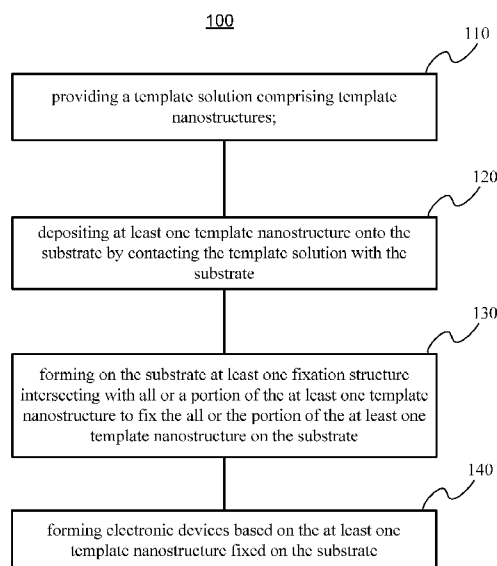 100
110
providing a template solution comprising template
nanostructures;
120
depositing at least one template nanostructure onto the
substrate by contacting the template solution with the
substrate
130
forming on the substrate at least one fixation structure
intersecting with all or a portion of the at least one template
nanostructure to fix the all or the portion of the at least one
template nanostructure on the substrate
140
forming electronic devices based on the at least one
template nanostructure fixed on the substrate